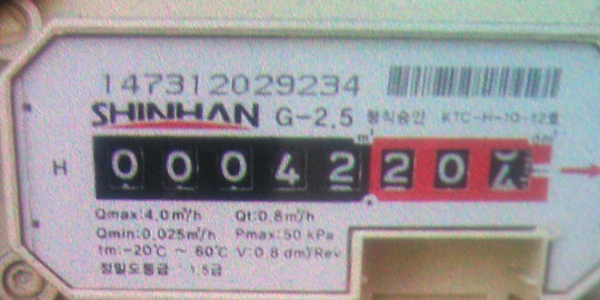 147312029234
SHINHAN G-2.5 형식승인 KTC-H-10-12호
m³ dm³
H 0 0 0 4 2 2 0
Qmax:4.0m³/h Qt:0.8m³/h
Qmin:0.025m³/h Pmax:50 kPa
tm:-20℃ ~ 60℃ V:0.8 dm³/Rev
정밀도등급 1.5급